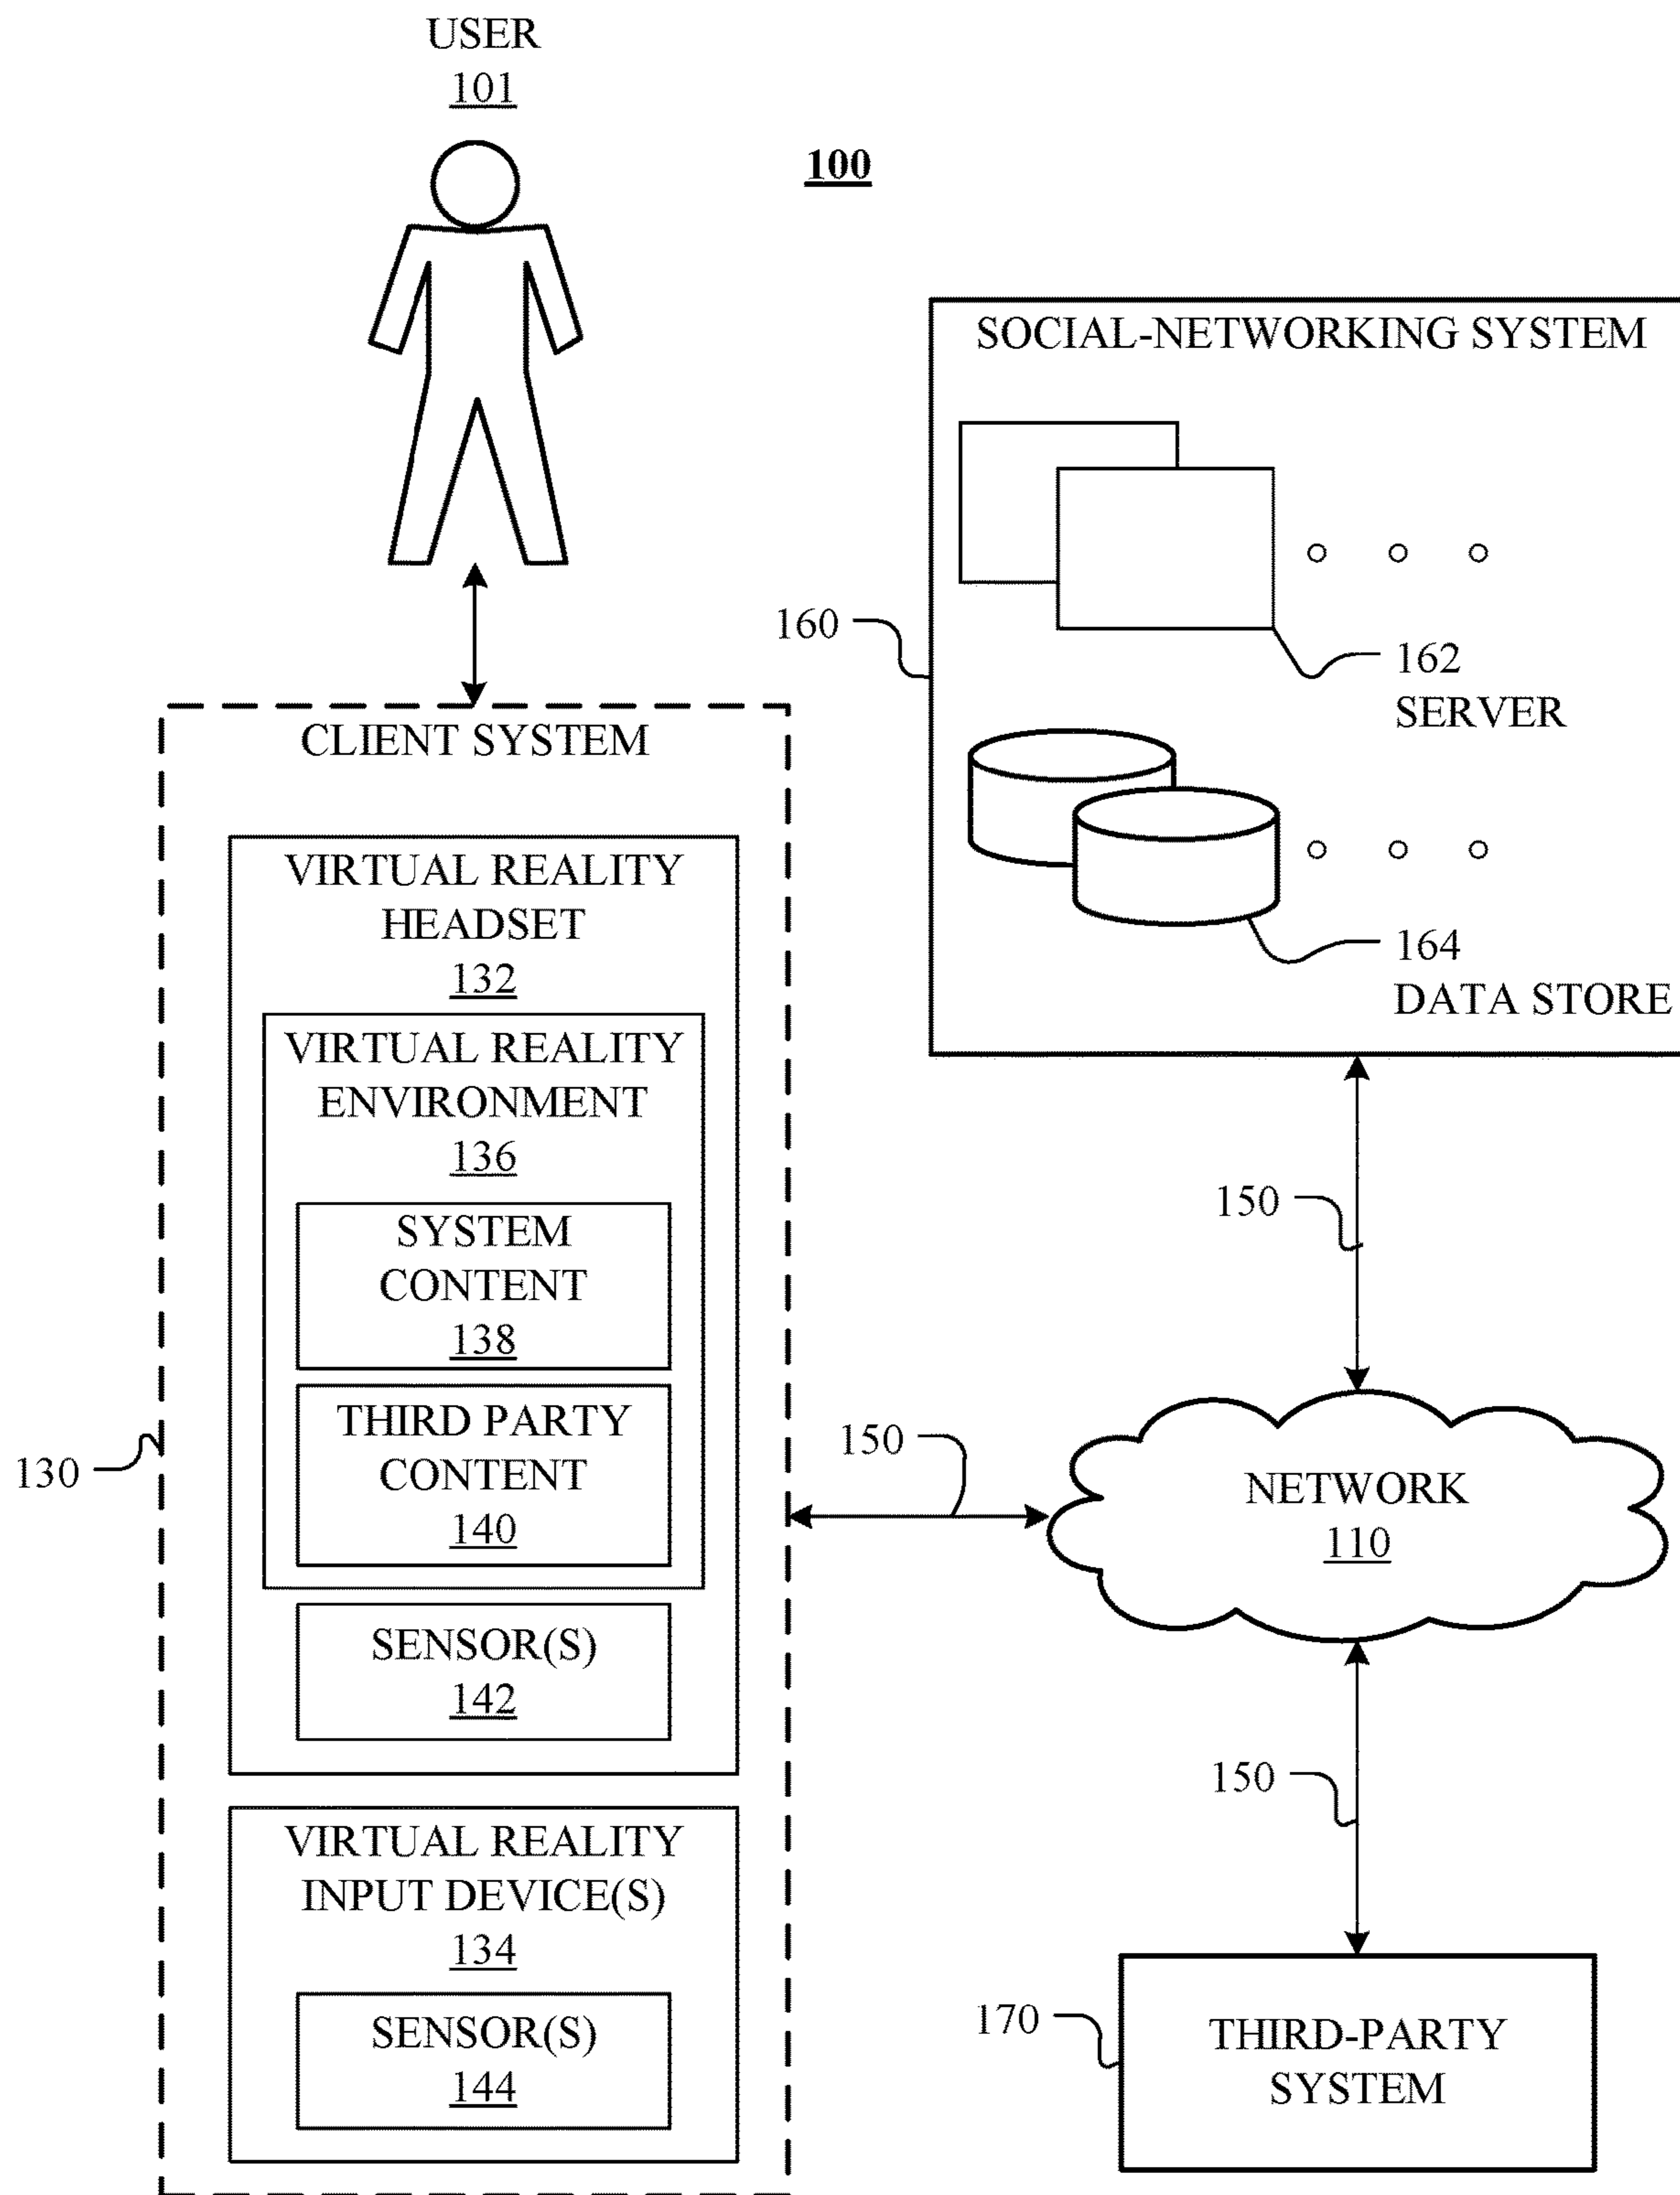 USER
101
100
SOCIAL-NETWORKING SYSTEM
160
162
SERVER
164
DATA STORE
CLIENT SYSTEM
VIRTUAL REALITY
HEADSET
132
VIRTUAL REALITY
ENVIRONMENT
136
SYSTEM
CONTENT
138
THIRD PARTY
CONTENT
140
SENSOR(S)
142
VIRTUAL REALITY
INPUT DEVICE(S)
134
SENSOR(S)
144
130
150
150
NETWORK
110
150
170
THIRD-PARTY
SYSTEM